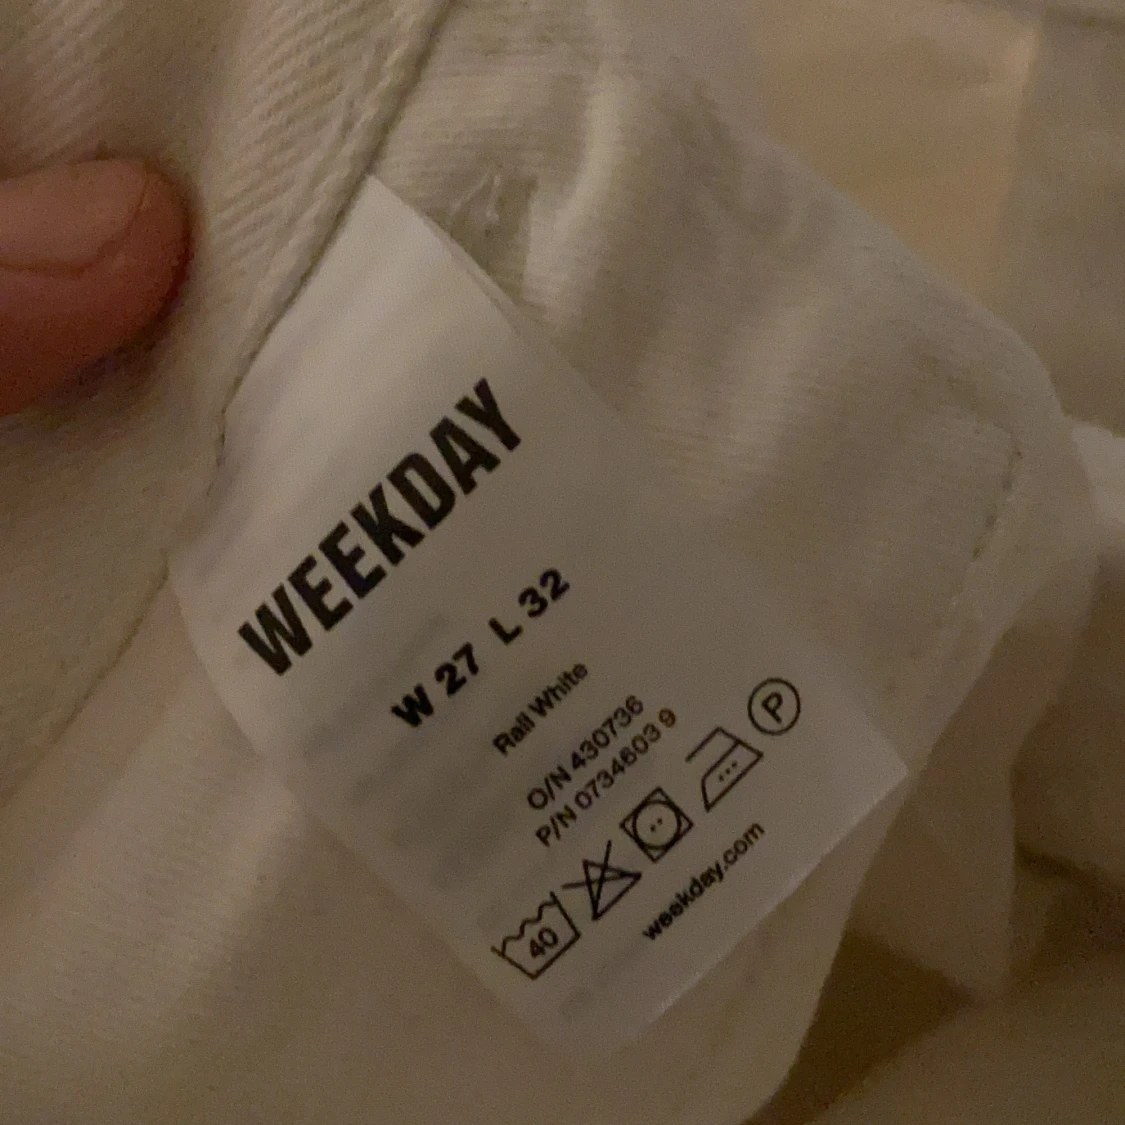 WEEKDAY
W 27 L 32
Rail White
O/N 430736
P/N 0734603 9
40
P
weekday.com